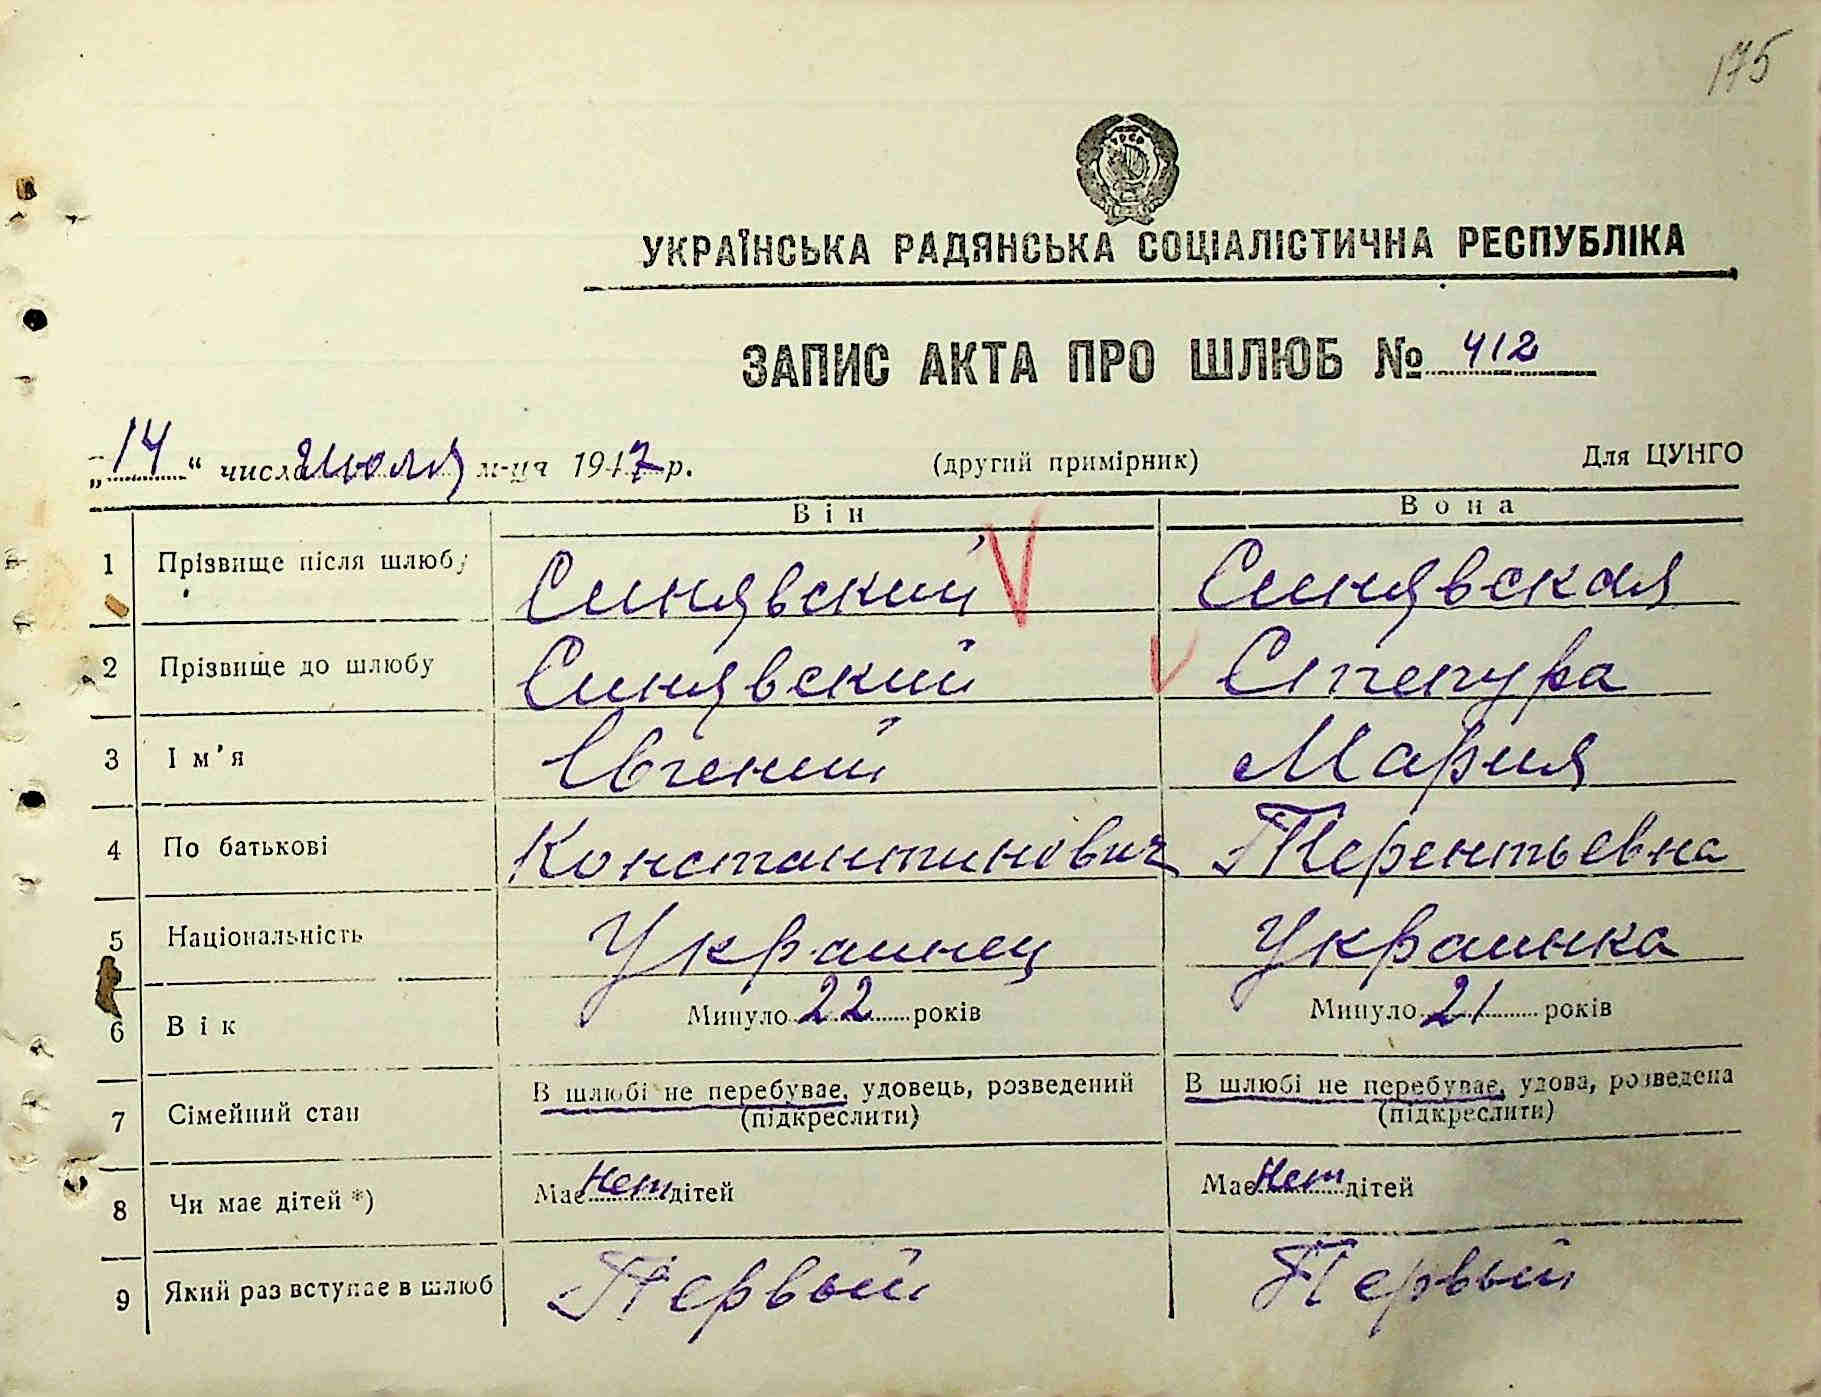 175
УКРАЇНСЬКА РАДЯНСЬКА СОЦІАЛІСТИЧНА РЕСПУБЛІКА
ЗАПИС АКТА ПРО ШЛЮБ № 412
„14“ числа июля м-ця 1947 р. (другий примірник) Для ЦУНГО
Він Вона
1 Прізвище після шлюбу Синявский Синявская
2 Прізвище до шлюбу Синявский Степура
3 Ім'я Евгений Мария
4 По батькові Константинович Терентьевна
5 Національність Украинец Украинка
6 Вік Минуло 22 років Минуло 21 років
7 Сімейний стан В шлюбі не перебуває, удовець, розведений (підкреслити) В шлюбі не перебуває, удова, розведена (підкреслити)
8 Чи має дітей *) Має нет дітей Має нет дітей
9 Який раз вступає в шлюб Первый Первый